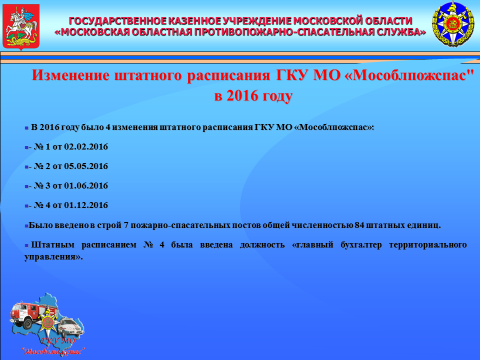 ГОСУДАРСТВЕННОЕ КАЗЕННОЕ УЧРЕЖДЕНИЕ МОСКОВСКОЙ ОБЛАСТИ
«МОСКОВСКАЯ ОБЛАСТНАЯ ПРОТИВОПОЖАРНО-СПАСАТЕЛЬНАЯ СЛУЖБА»
Изменение штатного расписания ГКУ МО «Мособлпожспас"
в 2016 году
В 2016 году было 4 изменения штатного расписания ГКУ МО «Мособлпожспас»:
- № 1 от 02.02.2016
- № 2 от 05.05.2016
- № 3 от 01.06.2016
- № 4 от 01.12.2016
Было введено в строй 7 пожарно-спасательных постов общей численностью 84 штатных единиц.
Штатным расписанием № 4 была введена должность «главный бухгалтер территориального
управления».